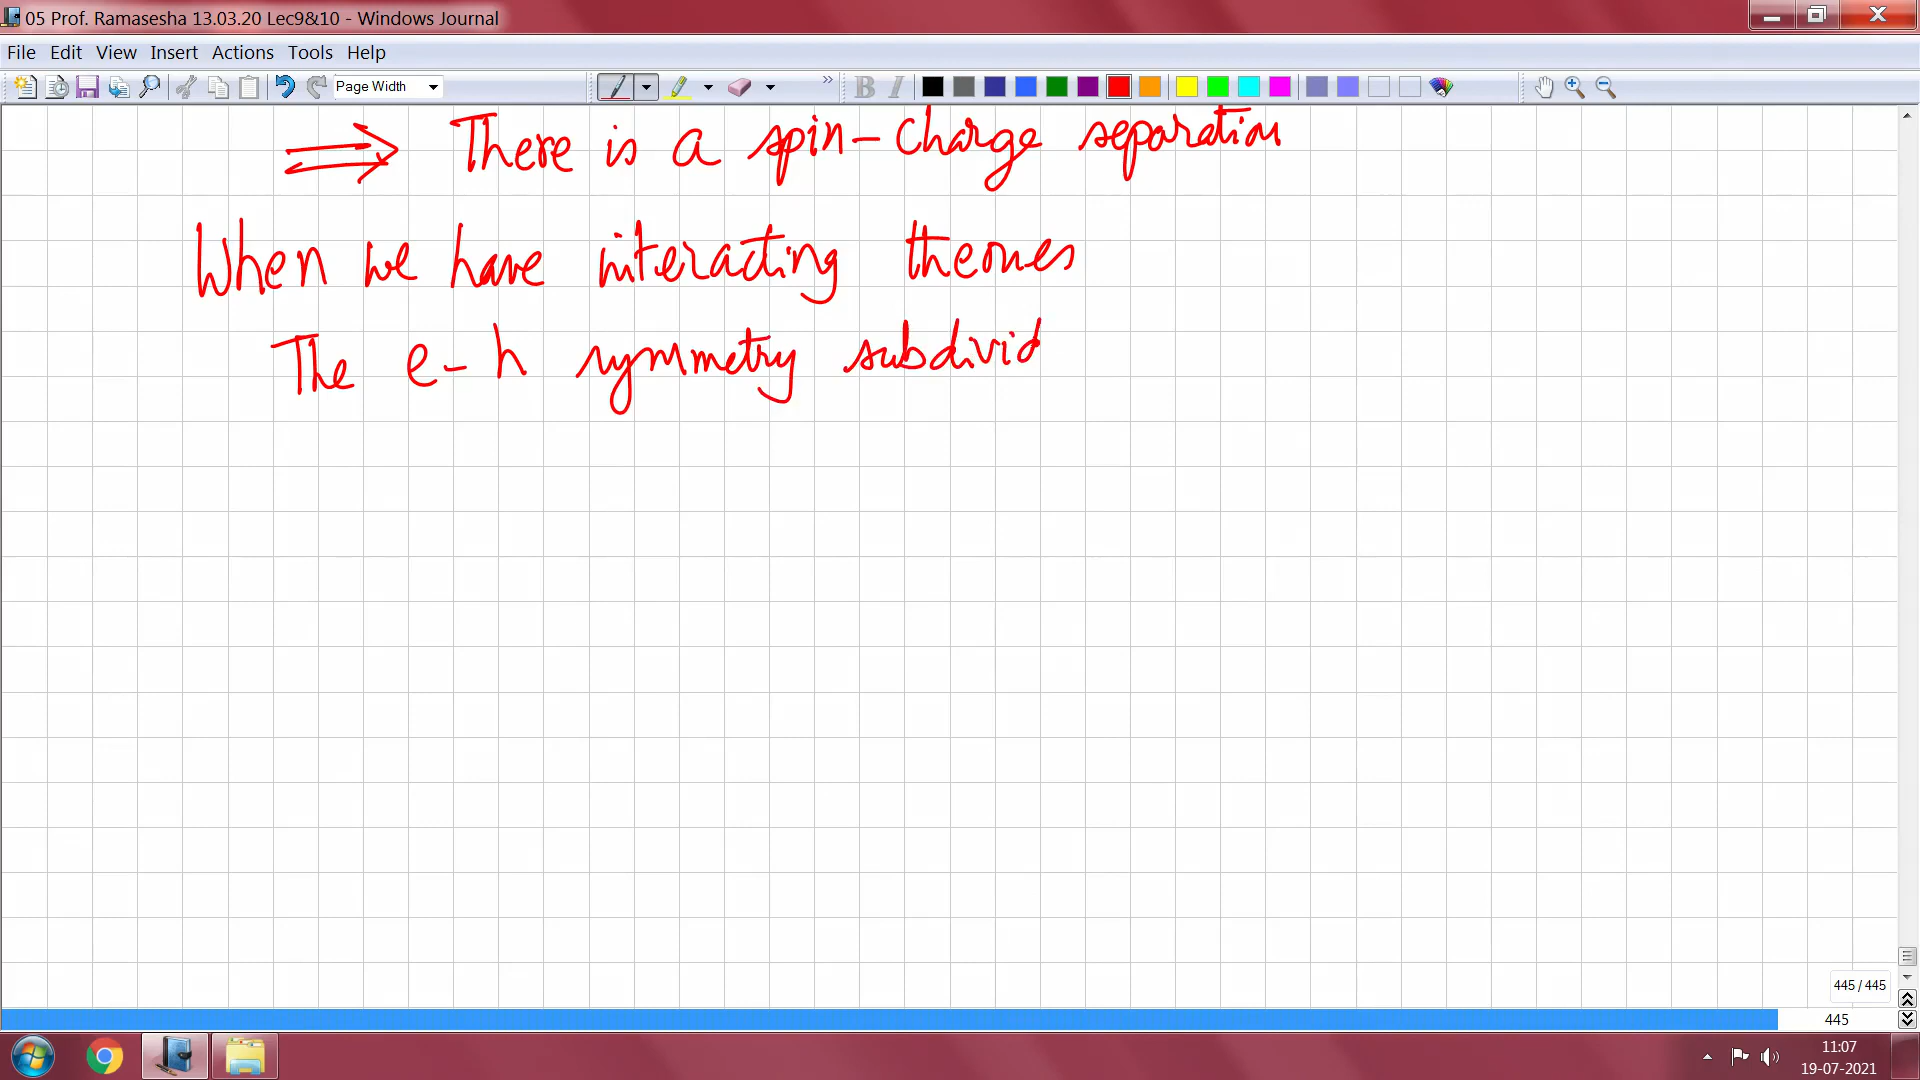 05 Prof. Ramasesha 13.03.20 Lec9&10 - Windows Journal
File Edit View Insert Actions Tools Help
Page Width
B I
⇒ There is a spin-charge separation
When we have interacting theories
The e-h symmetry subdivid
445 / 445
445
11:07
19-07-2021